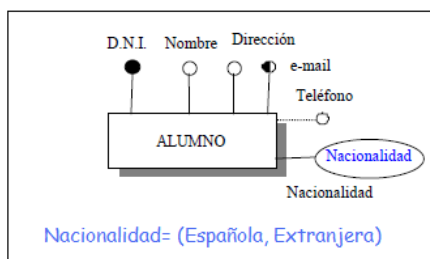 D.N.I. Nombre Dirección
e-mail
Teléfono
ALUMNO
Nacionalidad
Nacionalidad
Nacionalidad= (Española, Extranjera)